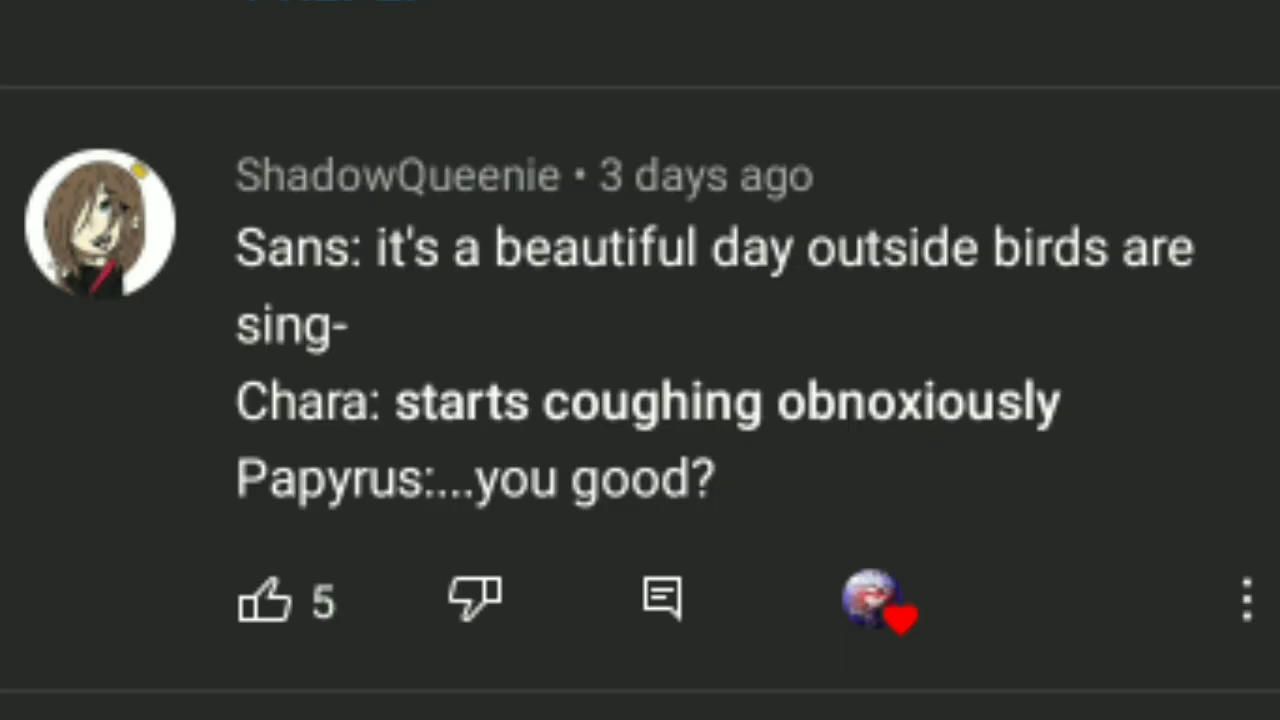 ShadowQueenie • 3 days ago
Sans: it's a beautiful day outside birds are
sing-
Chara: starts coughing obnoxiously
Papyrus:...you good?
5